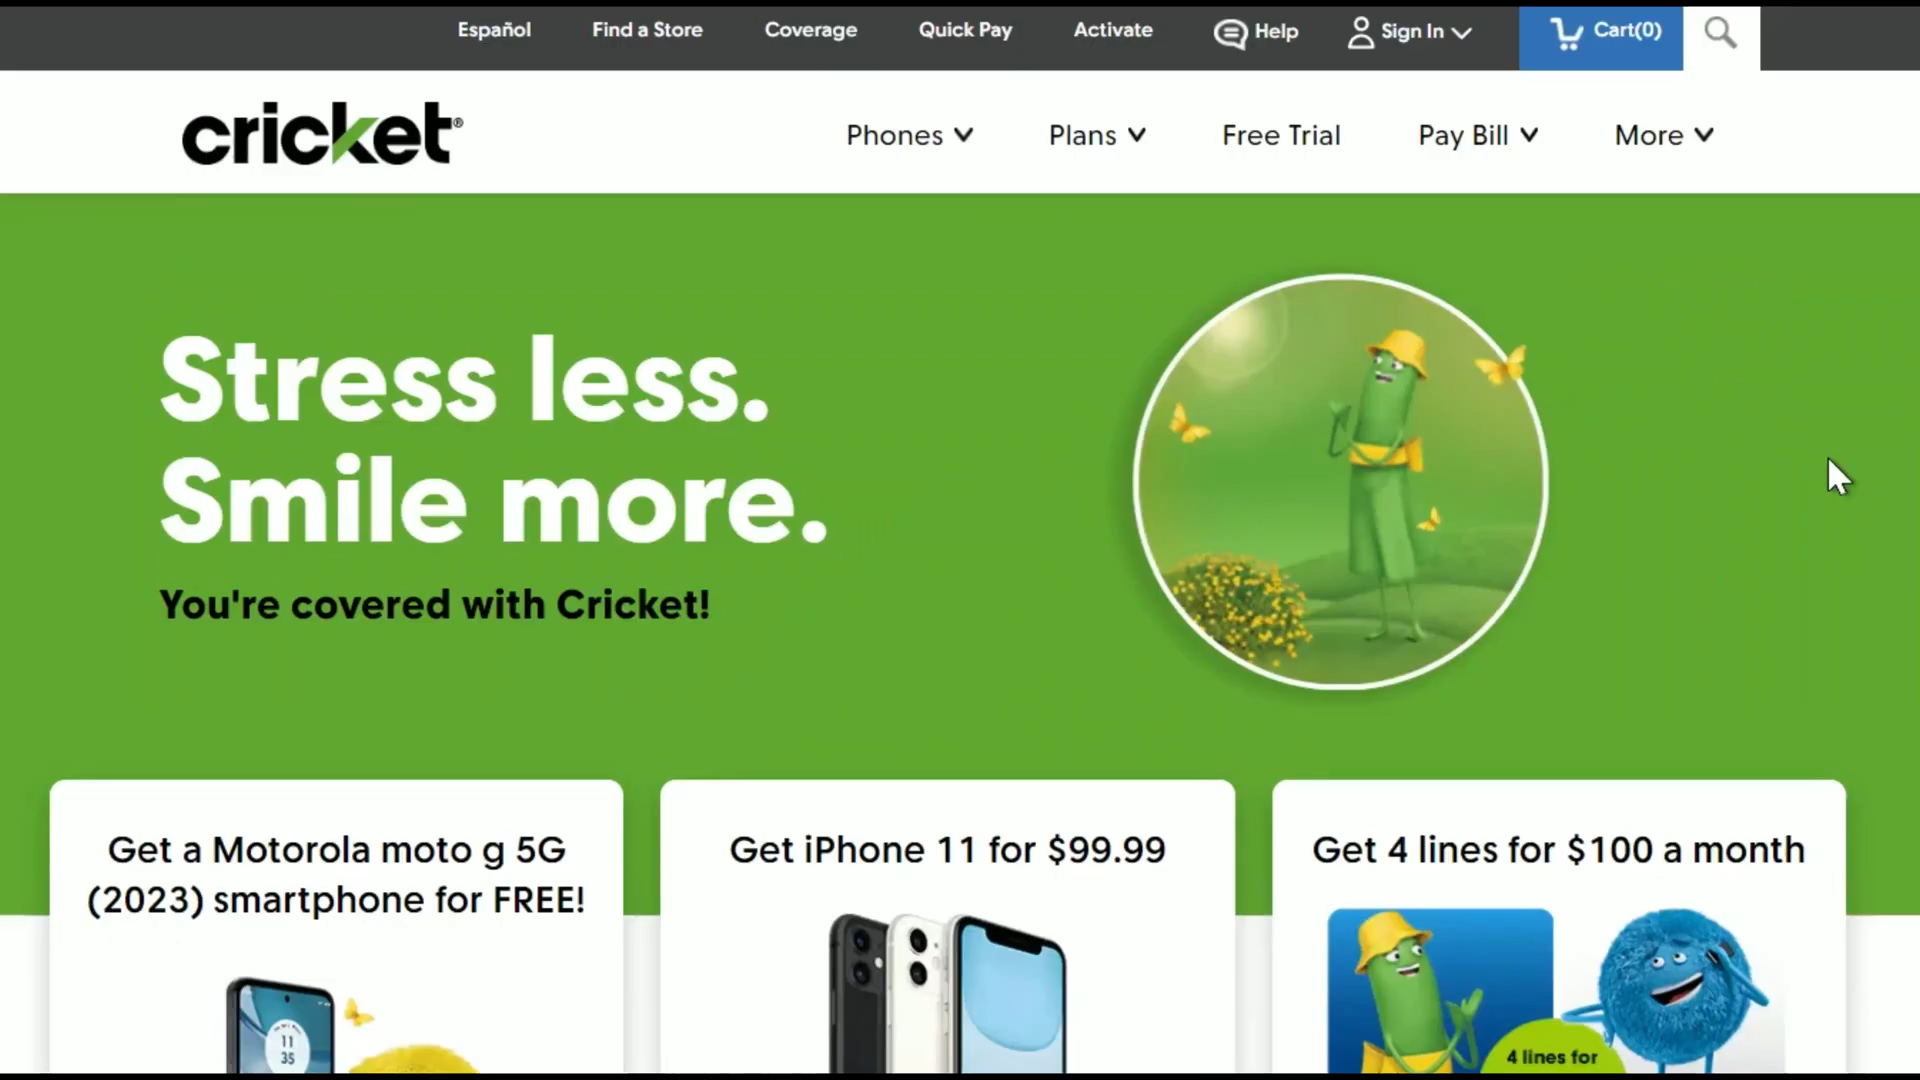 Español Find a Store Coverage Quick Pay Activate Help Sign In Cart(0)
cricket®
Phones Plans Free Trial Pay Bill More
Stress less.
Smile more.
You're covered with Cricket!
Get a Motorola moto g 5G
(2023) smartphone for FREE!
Get iPhone 11 for $99.99
Get 4 lines for $100 a month
11
35
4 lines for